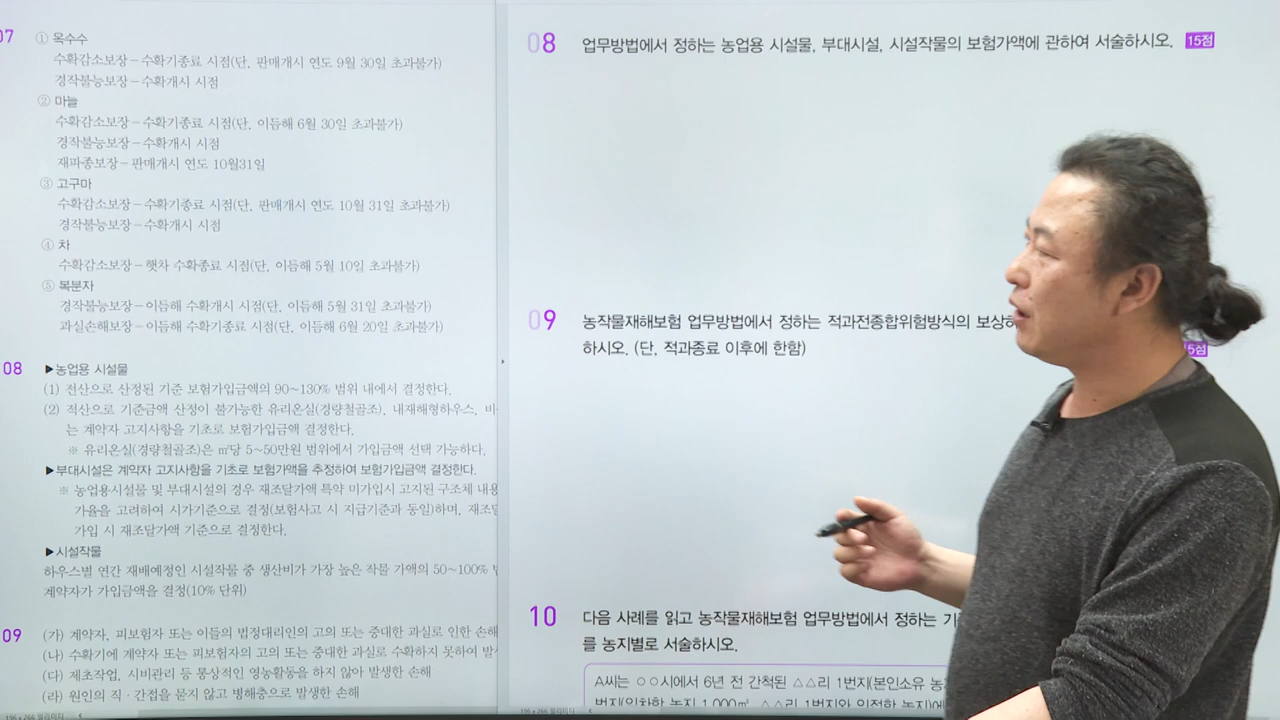 07
① 옥수수
수확감소보장－수확기종료 시점(단, 판매개시 연도 9월 30일 초과불가)
경작불능보장－수확개시 시점
② 마늘
수확감소보장－수확기종료 시점(단, 이듬해 6월 30일 초과불가)
경작불능보장－수확개시 시점
재파종보장－판매개시 연도 10월31일
③ 고구마
수확감소보장－수확기종료 시점(단, 판매개시 연도 10월 31일 초과불가)
경작불능보장－수확개시 시점
④ 차
수확감소보장－햇차 수확종료 시점(단, 이듬해 5월 10일 초과불가)
⑤ 복분자
경작불능보장－이듬해 수확개시 시점(단, 이듬해 5월 31일 초과불가)
과실손해보장－이듬해 수확기종료 시점(단, 이듬해 6월 20일 초과불가)
08 ▶농업용 시설물
(1) 전산으로 산정된 기준 보험가입금액의 90～130% 범위 내에서 결정한다.
(2) 적산으로 기준금액 산정이 불가능한 유리온실(경량철골조), 내재해형하우스, 비
는 계약자 고지사항을 기초로 보험가입금액 결정한다.
※ 유리온실(경량철골조)은 ㎡당 5～50만원 범위에서 가입금액 선택 가능하다.
▶부대시설은 계약자 고지사항을 기초로 보험가액을 추정하여 보험가입금액 결정한다.
※ 농업용시설물 및 부대시설의 경우 재조달가액 특약 미가입시 고지된 구조체 내용
가율을 고려하여 시가기준으로 결정(보험사고 시 지급기준과 동일)하며, 재조달
가입 시 재조달가액 기준으로 결정한다.
▶시설작물
하우스별 연간 재배예정인 시설작물 중 생산비가 가장 높은 작물 가액의 50～100%
계약자가 가입금액을 결정(10% 단위)
09 (가) 계약자, 피보험자 또는 이들의 법정대리인의 고의 또는 중대한 과실로 인한 손해
(나) 수확기에 계약자 또는 피보험자의 고의 또는 중대한 과실로 수확하지 못하여 발생
(다) 제초작업, 시비관리 등 통상적인 영농활동을 하지 않아 발생한 손해
(라) 원인의 직·간접을 묻지 않고 병해충으로 발생한 손해
196 x 266 밀리미터
08 업무방법에서 정하는 농업용 시설물, 부대시설, 시설작물의 보험가액에 관하여 서술하시오. 15점
09 농작물재해보험 업무방법에서 정하는 적과전종합위험방식의 보상하
하시오. (단, 적과종료 이후에 한함) 5점
10 다음 사례를 읽고 농작물재해보험 업무방법에서 정하는 기
를 농지별로 서술하시오.
A씨는 ○○시에서 6년 전 간척된 △△리 1번지(본인소유 농
번지(임차한 농지 1,000㎡, △△리 1번지와 인접한 농지)에
196 x 266 밀리미터